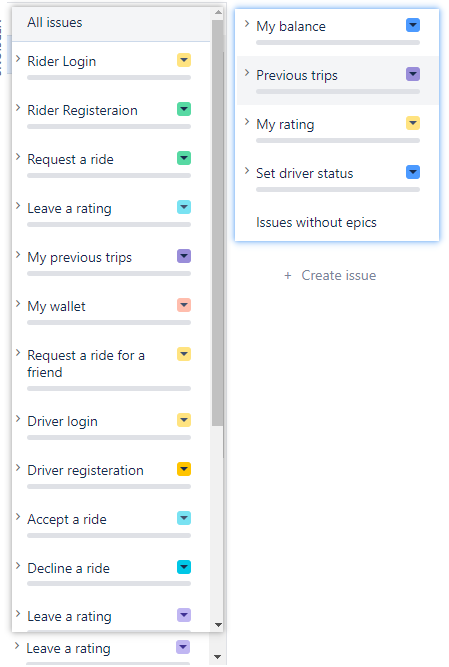 All issues
Rider Login
Rider Registeraion
Request a ride
Leave a rating
My previous trips
My wallet
Request a ride for a
friend
Driver login
Driver registeration
Accept a ride
Decline a ride
Leave a rating
Leave a rating
My balance
Previous trips
My rating
Set driver status
Issues without epics
+ Create issue